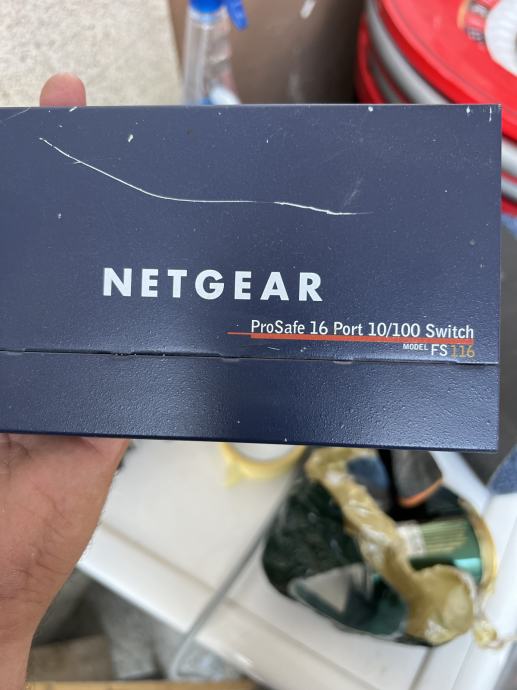 NETGEAR
ProSafe 16 Port 10/100 Switch
MODEL FS116